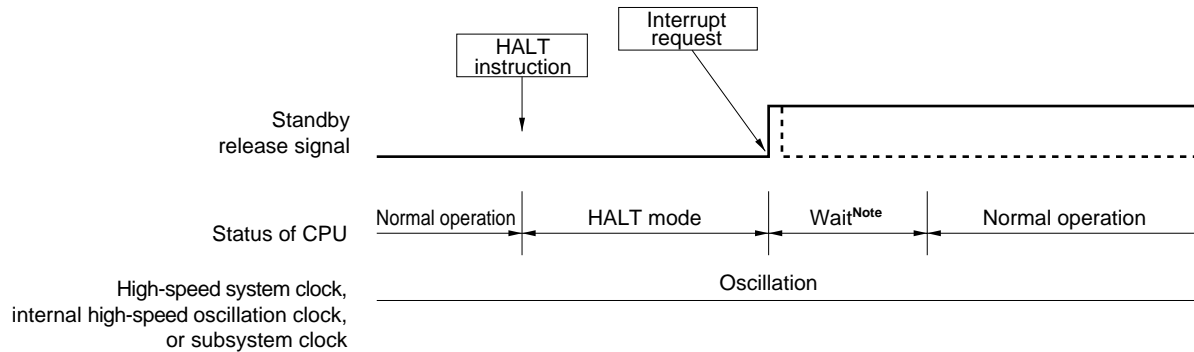 Interrupt
request
HALT
instruction
Standby
release signal
Status of CPU
Normal operation
HALT mode
WaitNote
Normal operation
High-speed system clock,
internal high-speed oscillation clock,
or subsystem clock
Oscillation